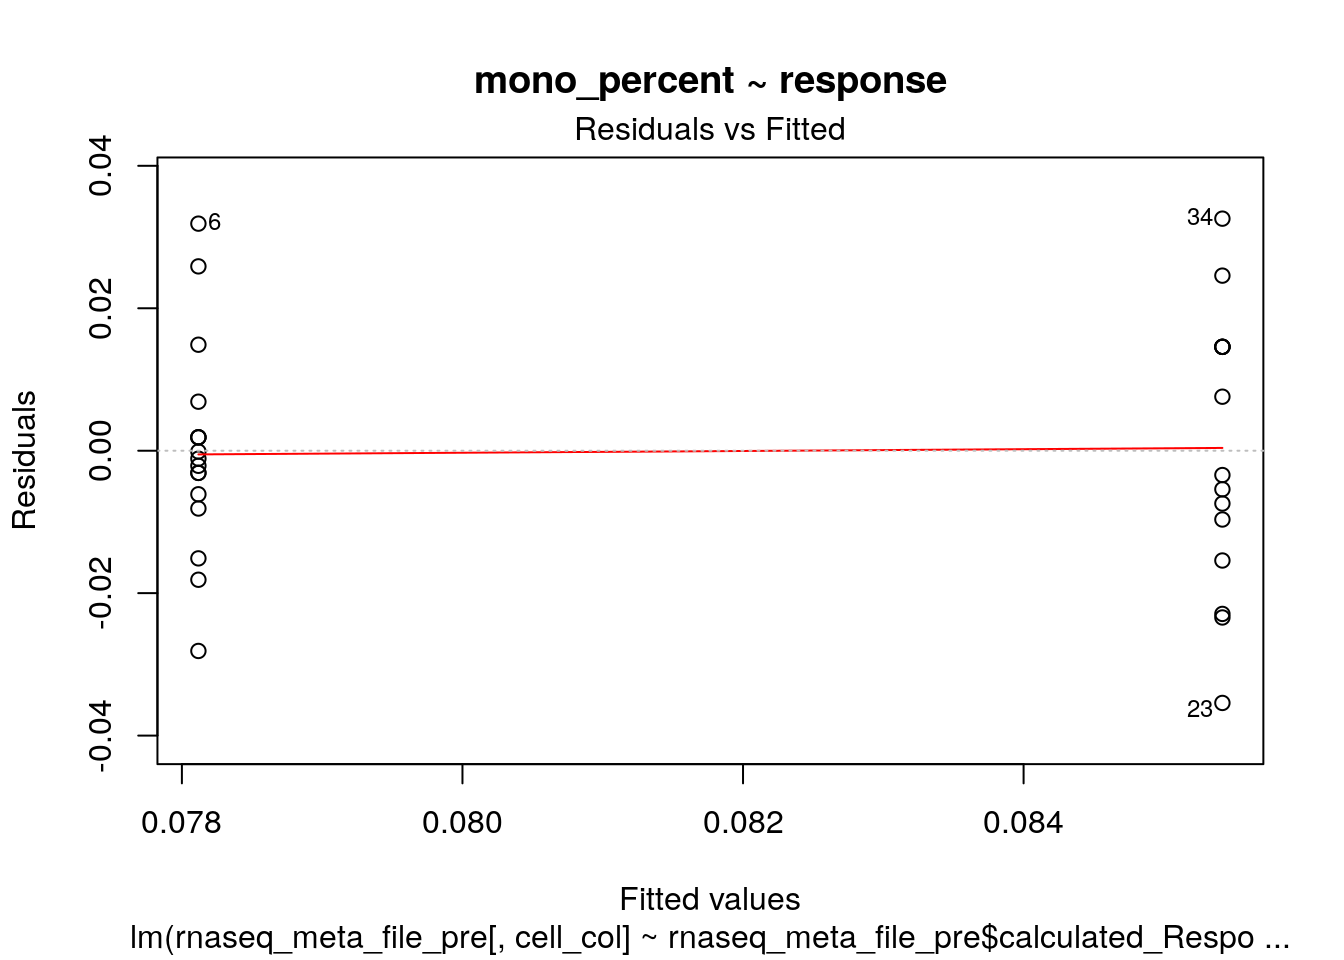 mono_percent ~ response
Residuals vs Fitted
0.04
0.02
0.00
-0.02
-0.04
Residuals
6
34
23
0.078
0.080
0.082
0.084
Fitted values
lm(rnaseq_meta_file_pre[, cell_col] ~ rnaseq_meta_file_pre$calculated_Respo ...